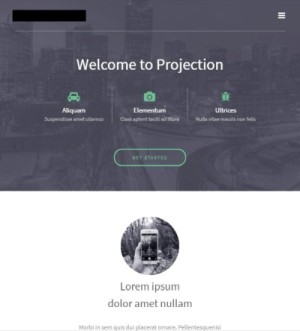 Welcome to Projection
Aliquam
Suspendisse amet ullamco
Elementum
Class aptent taciti ad litora
Ultrices
Nulla vitae mauris non felis
GET STARTED
Lorem ipsum
dolor amet nullam
Morbi in sem quis dui placerat ornare. Pellentesquenisi